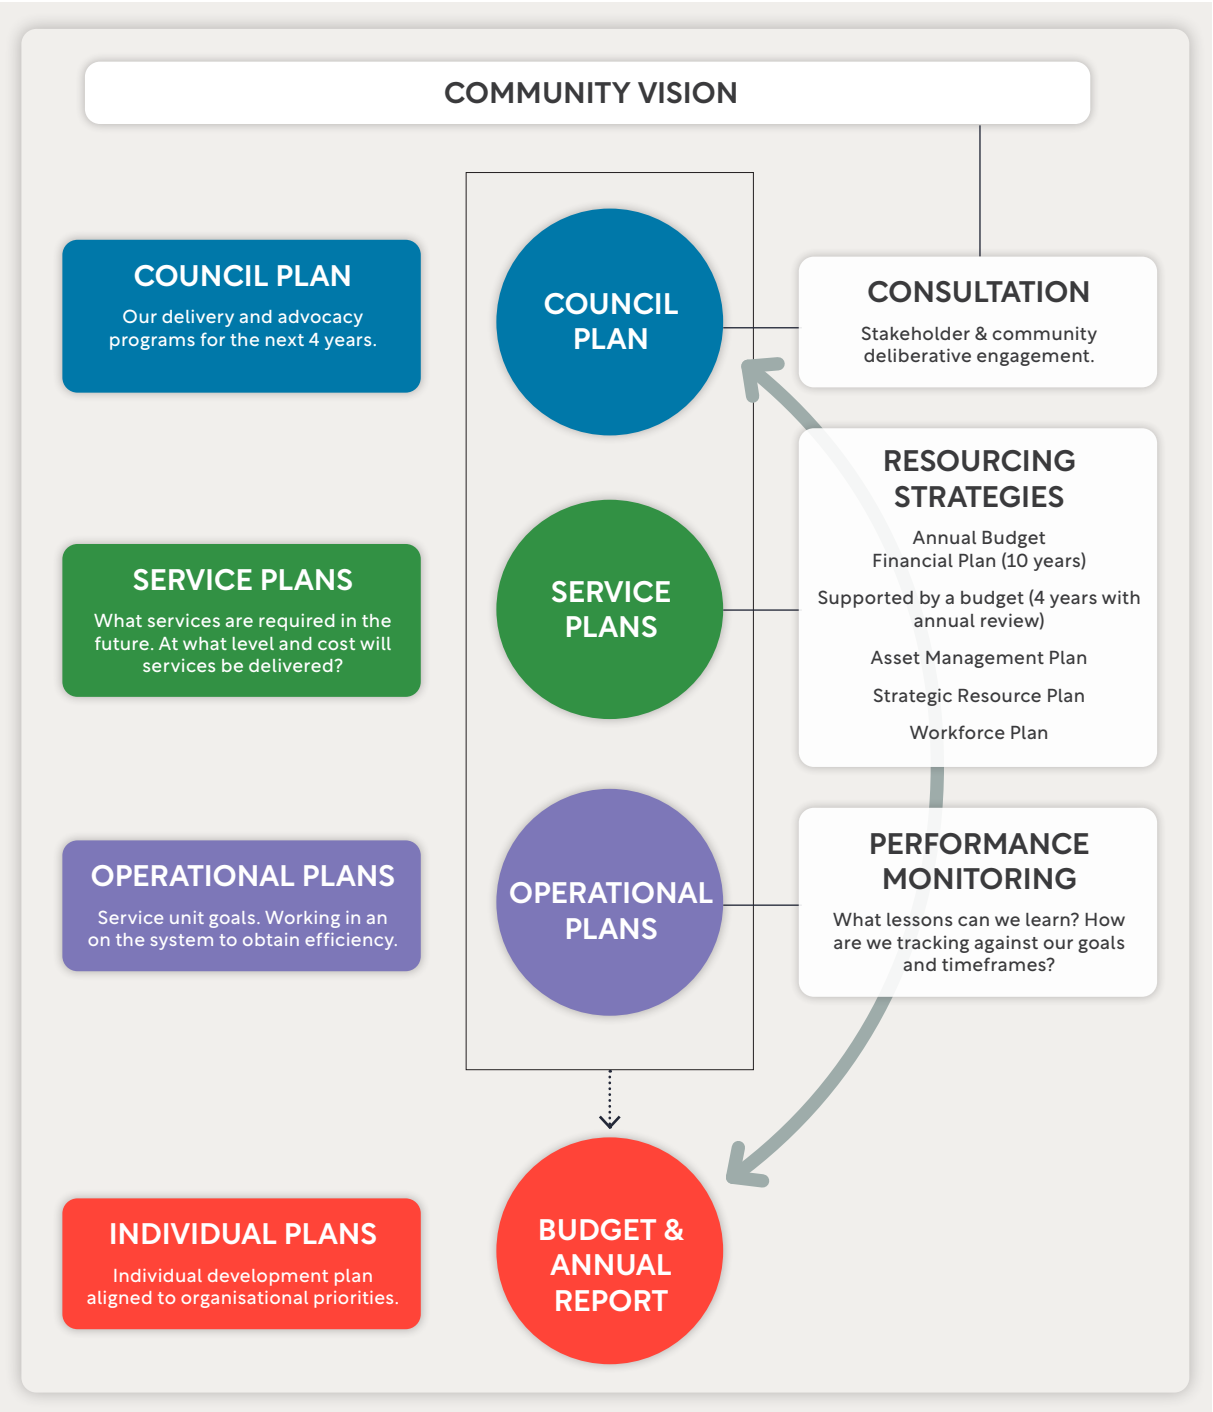 COMMUNITY VISION
COUNCIL PLAN
Our delivery and advocacy
programs for the next 4 years.
COUNCIL
PLAN
CONSULTATION
Stakeholder & community
deliberative engagement.
RESOURCING
STRATEGIES
Annual Budget
Financial Plan (10 years)
Supported by a budget (4 years with
annual review)
Asset Management Plan
Strategic Resource Plan
Workforce Plan
SERVICE PLANS
What services are required in the
future. At what level and cost will
services be delivered?
SERVICE
PLANS
OPERATIONAL PLANS
Service unit goals. Working in an
on the system to obtain efficiency.
OPERATIONAL
PLANS
PERFORMANCE
MONITORING
What lessons can we learn? How
are we tracking against our goals
and timeframes?
INDIVIDUAL PLANS
Individual development plan
aligned to organisational priorities.
BUDGET &
ANNUAL
REPORT